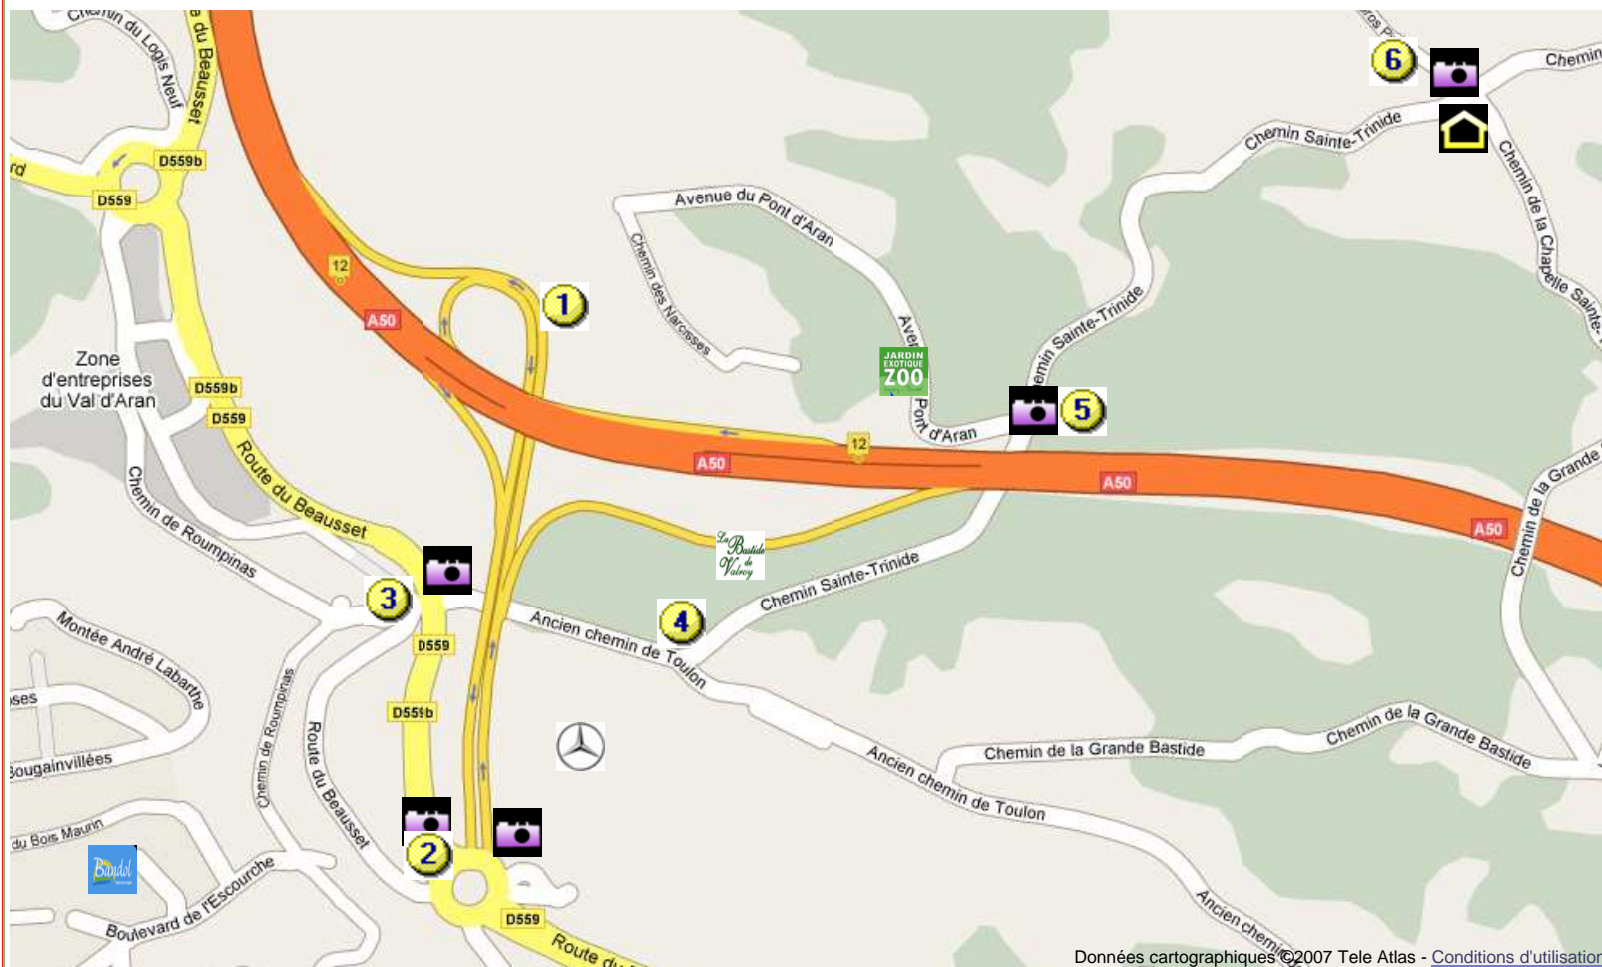 Chemin du Logis Neuf
e du Beausset
D559b
D559
rd
12
A50
1
Avenue du Pont d'Aran
Chemin des Narcisses
Aven
JARDIN
EXOTIQUE
ZOO
Pont d'Aran
5
6
Chemin
Chemin Sainte-Trinide
Chemin de la Chapelle Sainte-
emin Sainte-Trinide
Zone
d'entreprises
du Val d'Aran
D559b
D559
Route du Beausset
12
A50
A50
A50
Chemin de la Grande
Chemin de Roumpinas
La
Bastide
de
Valroy
Chemin Sainte-Trinide
3
4
Ancien chemin de Toulon
D559
D559b
Montée André Labarthe
oses
Bougainvillées
Chemin de Roumpinas
Route du Beausset
Chemin de la Grande Bastide
Chemin de la Grande Bastide
Ancien chemin de Toulon
du Bois Maurin
Bandol
2
Boulevard de l'Escourche
D559
Route du
Ancien chemin
Données cartographiques ©2007 Tele Atlas - Conditions d'utilisation